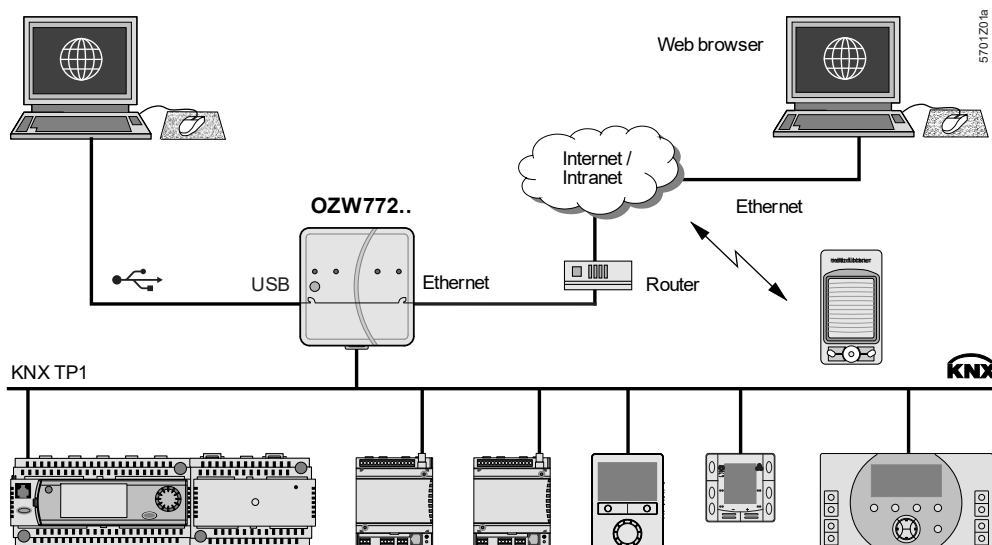 5701Z01a
Web browser
Internet /
Intranet
OZW772..
Ethernet
USB
Ethernet
Router
KNX TP1
KNX